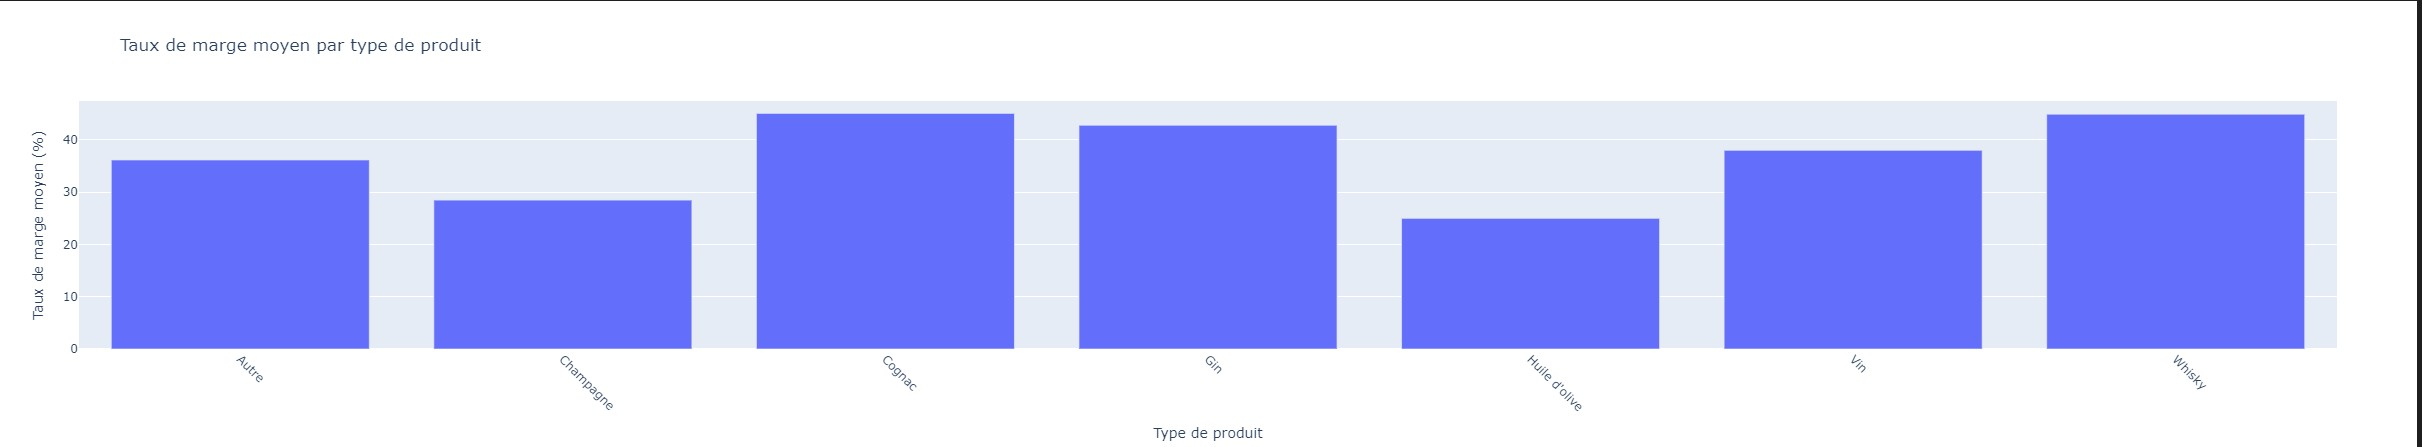 Taux de marge moyen par type de produit
Taux de marge moyen (%)
40
30
20
10
0
Autre
Champagne
Cognac
Gin
Huile d'olive
Vin
Whisky
Type de produit